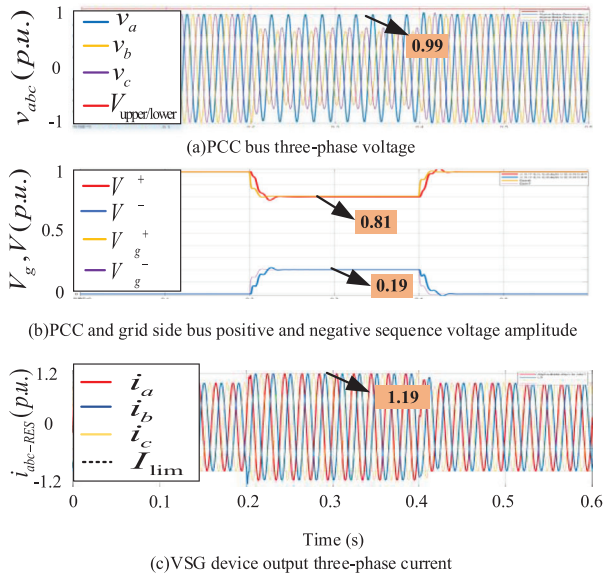 1
0
-1
v_abc (p.u.)
v_a
v_b
v_c
V_upper/lower
0.99
(a)PCC bus three-phase voltage
1
0.5
0
V_g, V(p.u.)
V +
V −
V_g +
V_g −
0.81
0.19
(b)PCC and grid side bus positive and negative sequence voltage amplitude
1.2
0
-1.2
i_abc-RES (p.u.)
i_a
i_b
i_c
I_lim
1.19
0 0.2 0.3 0.4 0.5 0.6
Time (s)
(c)VSG device output three-phase current